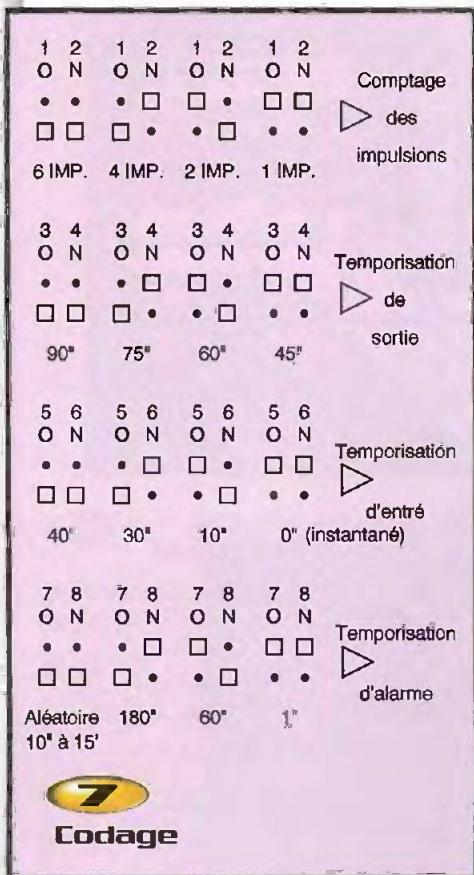 1 2 1 2 1 2 1 2
O N O N O N O N
Comptage
des
impulsions
6 IMP. 4 IMP. 2 IMP. 1 IMP.
3 4 3 4 3 4 3 4
O N O N O N O N
Temporisation
de
sortie
90" 75" 60" 45"
5 6 5 6 5 6 5 6
O N O N O N O N
Temporisation
d'entré
40" 30" 10" 0" (instantané)
7 8 7 8 7 8 7 8
O N O N O N O N
Temporisation
d'alarme
Aléatoire 180" 60" 1"
10" à 15'
7
Codage